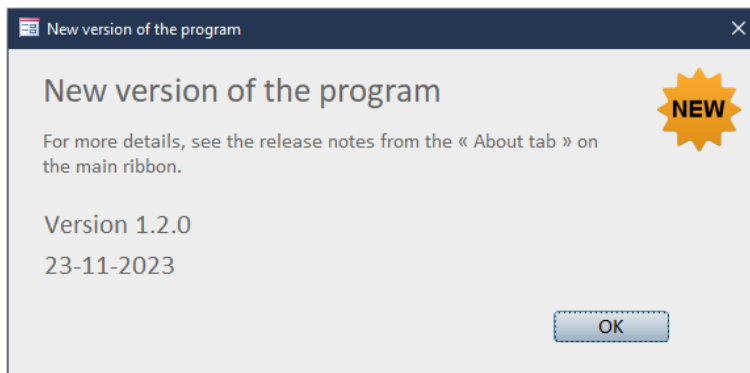 New version of the program
New version of the program
NEW
For more details, see the release notes from the « About tab » on
the main ribbon.
Version 1.2.0
23-11-2023
OK